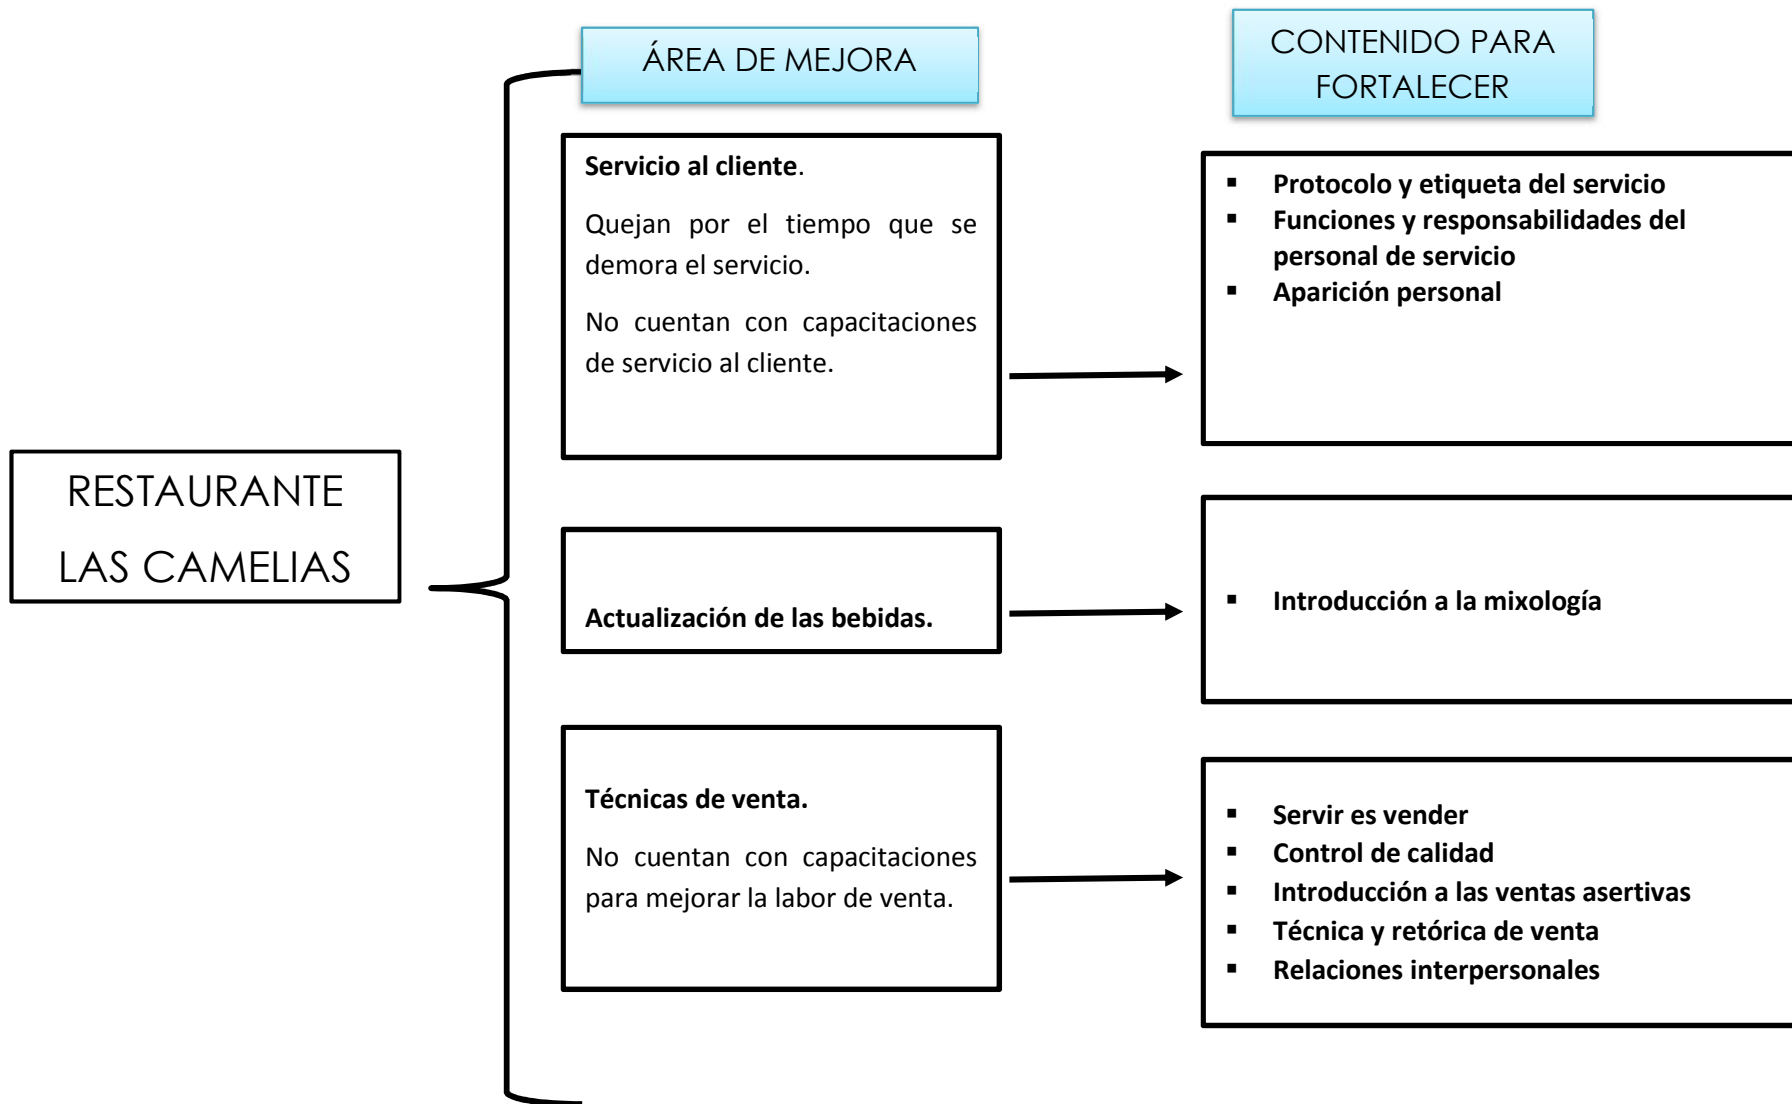 ÁREA DE MEJORA
CONTENIDO PARA
FORTALECER
RESTAURANTE
LAS CAMELIAS
Servicio al cliente.
Quejan por el tiempo que se
demora el servicio.
No cuentan con capacitaciones
de servicio al cliente.
▪ Protocolo y etiqueta del servicio
▪ Funciones y responsabilidades del
personal de servicio
▪ Aparición personal
Actualización de las bebidas.
▪ Introducción a la mixología
Técnicas de venta.
No cuentan con capacitaciones
para mejorar la labor de venta.
▪ Servir es vender
▪ Control de calidad
▪ Introducción a las ventas asertivas
▪ Técnica y retórica de venta
▪ Relaciones interpersonales